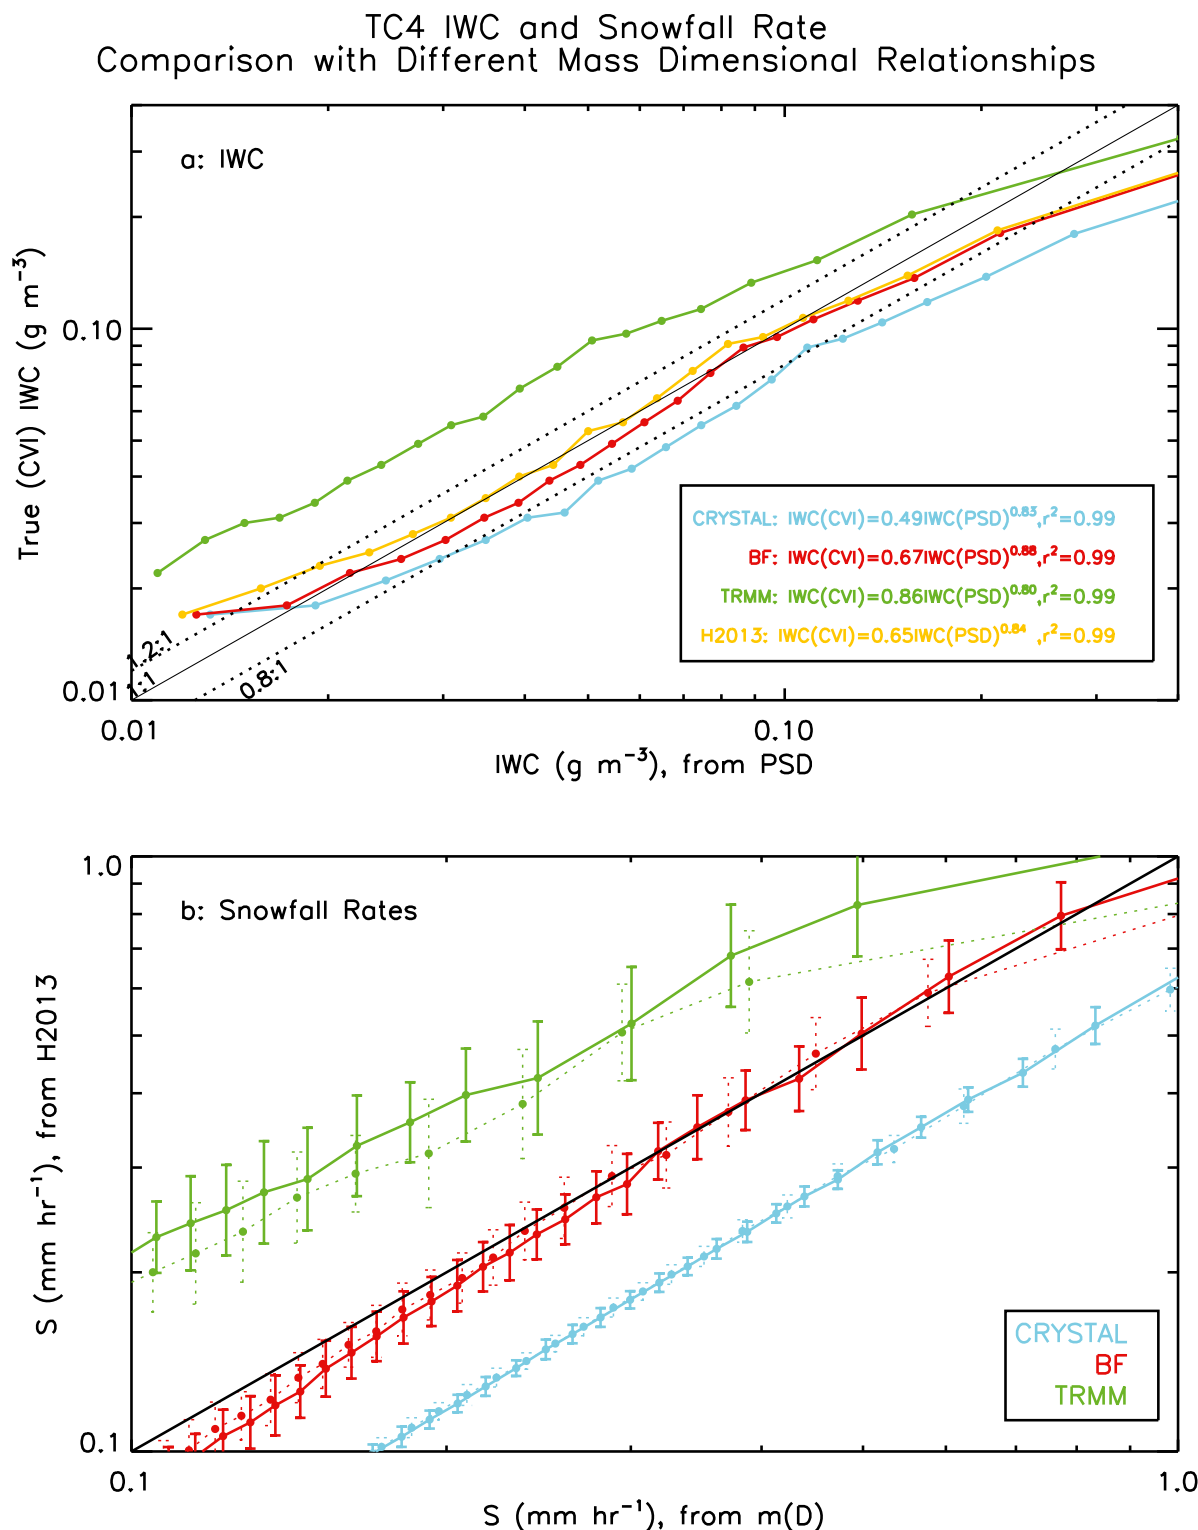 TC4 IWC and Snowfall Rate
Comparison with Different Mass Dimensional Relationships
a: IWC
True (CVI) IWC (g m⁻³)
0.10
0.01
1.2:1
1:1
0.8:1
CRYSTAL: IWC(CVI)=0.49IWC(PSD)⁰·⁸³,r²=0.99
BF: IWC(CVI)=0.67IWC(PSD)⁰·⁸⁸,r²=0.99
TRMM: IWC(CVI)=0.86IWC(PSD)⁰·⁸⁰,r²=0.99
H2013: IWC(CVI)=0.65IWC(PSD)⁰·⁸⁴ ,r²=0.99
0.01 0.10
IWC (g m⁻³), from PSD
1.0
b: Snowfall Rates
S (mm hr⁻¹), from H2013
CRYSTAL
BF
TRMM
0.1
0.1 1.0
S (mm hr⁻¹), from m(D)